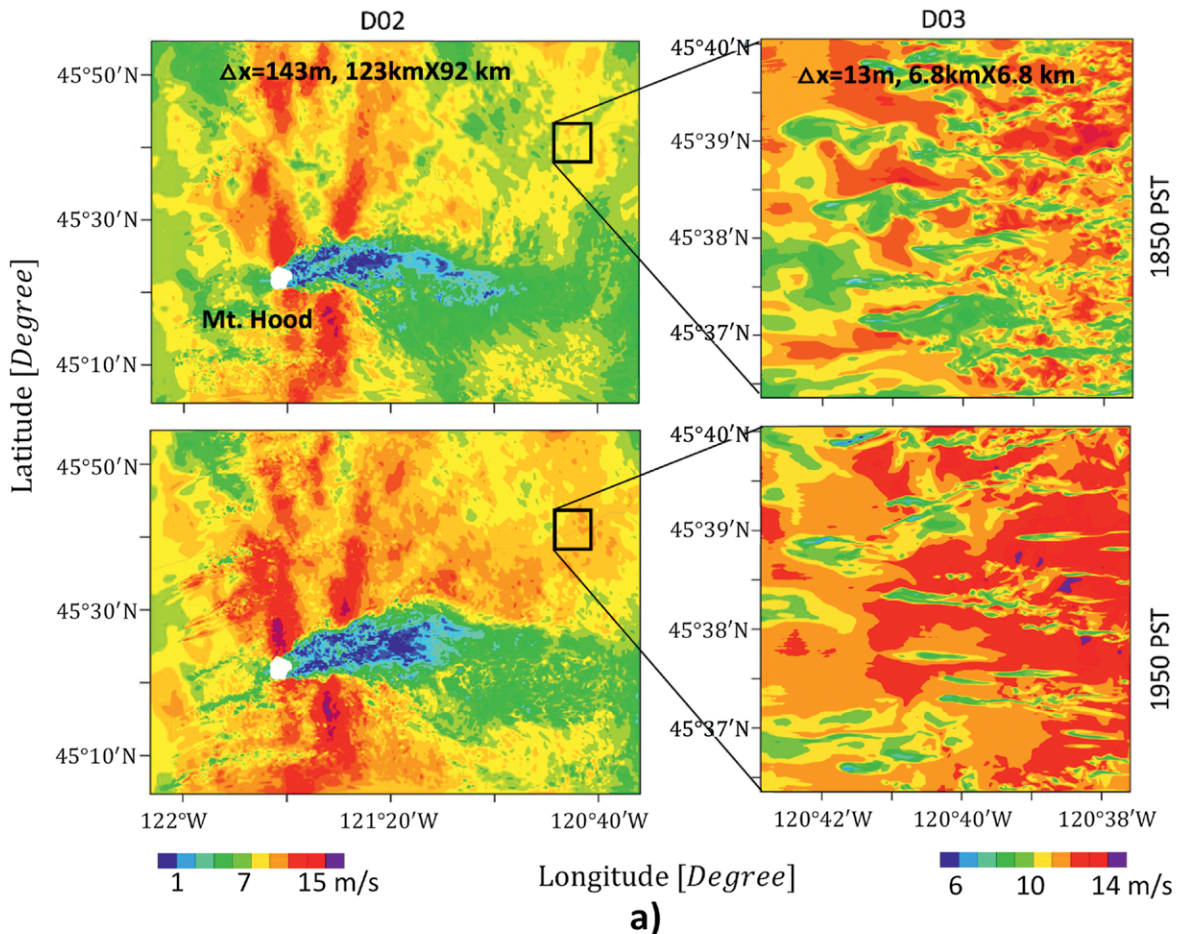 D02
D03
△x=143m, 123kmX92 km
△x=13m, 6.8kmX6.8 km
45°50′N
45°30′N
45°10′N
Mt. Hood
45°40′N
45°39′N
45°38′N
45°37′N
1850 PST
Latitude [Degree]
45°50′N
45°30′N
45°10′N
45°40′N
45°39′N
45°38′N
45°37′N
1950 PST
122°W
121°20′W
120°40′W
120°42′W
120°40′W
120°38′W
1 7 15 m/s
Longitude [Degree]
6 10 14 m/s
a)